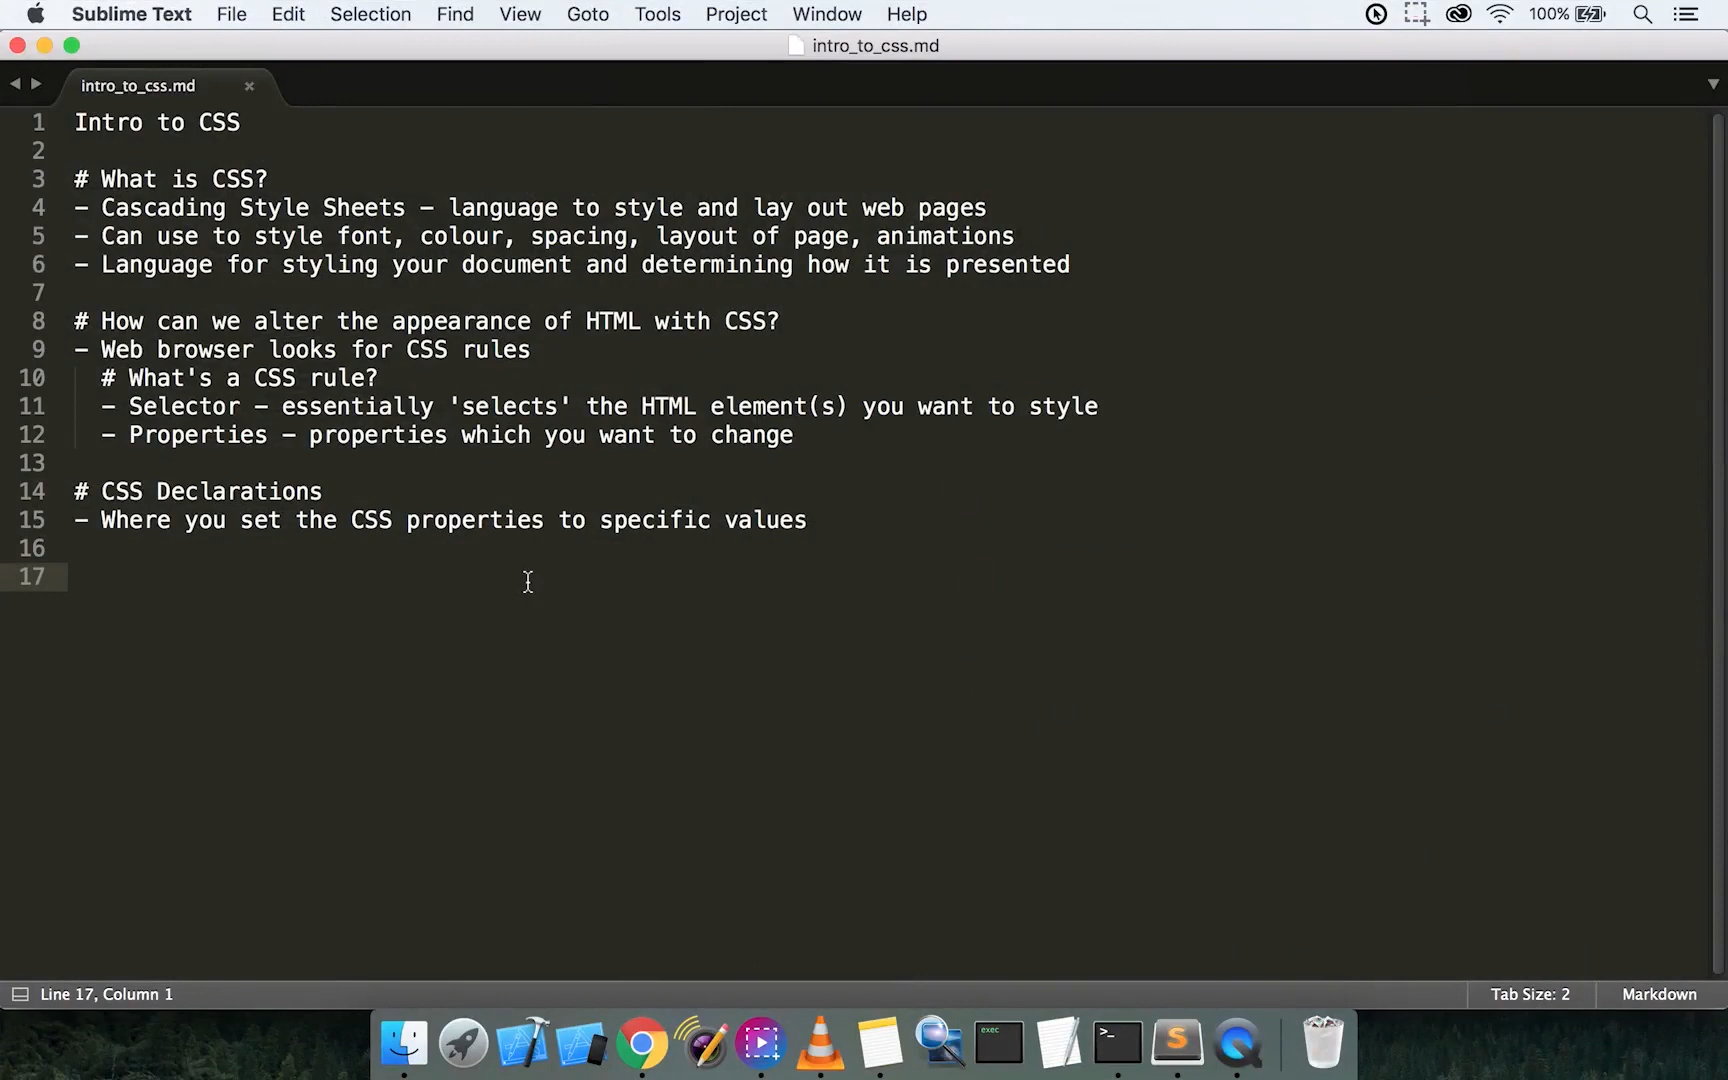 Sublime Text File Edit Selection Find View Goto Tools Project Window Help 100%
intro_to_css.md
intro_to_css.md
1 Intro to CSS
2
3 # What is CSS?
4 - Cascading Style Sheets - language to style and lay out web pages
5 - Can use to style font, colour, spacing, layout of page, animations
6 - Language for styling your document and determining how it is presented
7
8 # How can we alter the appearance of HTML with CSS?
9 - Web browser looks for CSS rules
10 # What's a CSS rule?
11 - Selector - essentially 'selects' the HTML element(s) you want to style
12 - Properties - properties which you want to change
13
14 # CSS Declarations
15 - Where you set the CSS properties to specific values
16
17
Line 17, Column 1 Tab Size: 2 Markdown
exec
>_
S